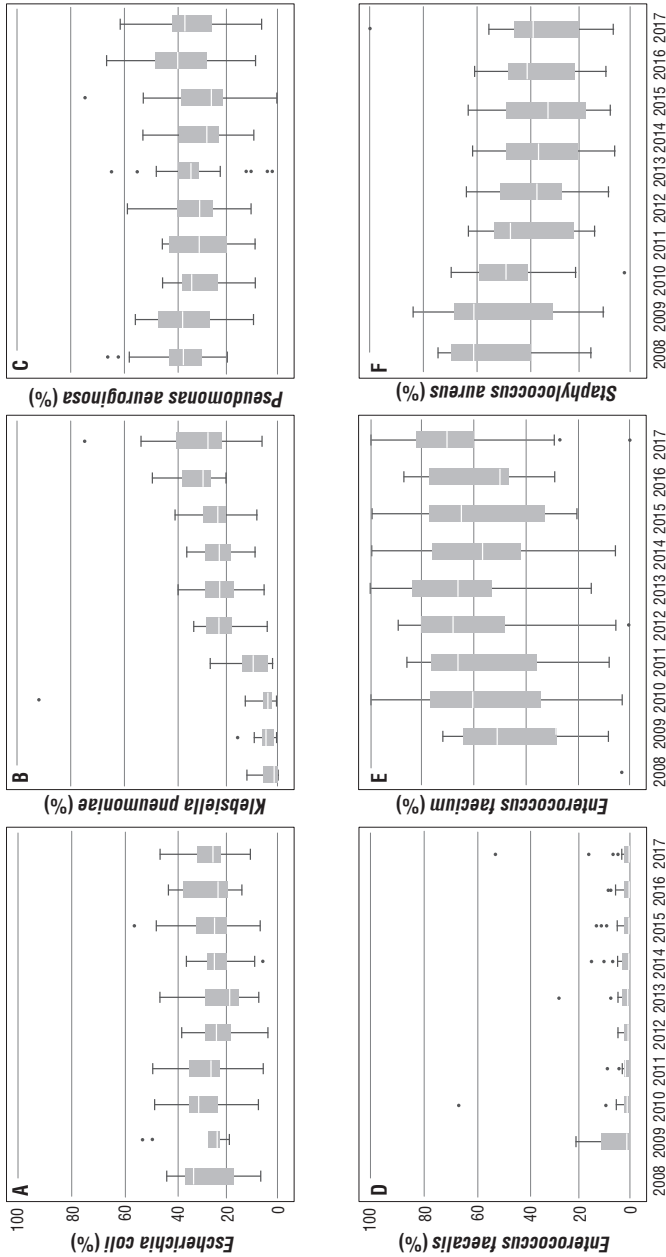 A
Escherichia coli (%)
100
80
60
40
20
0
B
Klebsiella pneumoniae (%)
C
Pseudomonas aeuroginosa (%)
D
Enterococcus faecalis (%)
100
80
60
40
20
0
2008 2009 2010 2011 2012 2013 2014 2015 2016 2017
E
Enterococcus faecium (%)
2008 2009 2010 2011 2012 2013 2014 2015 2016 2017
F
Staphylococcus aureus (%)
2008 2009 2010 2011 2012 2013 2014 2015 2016 2017